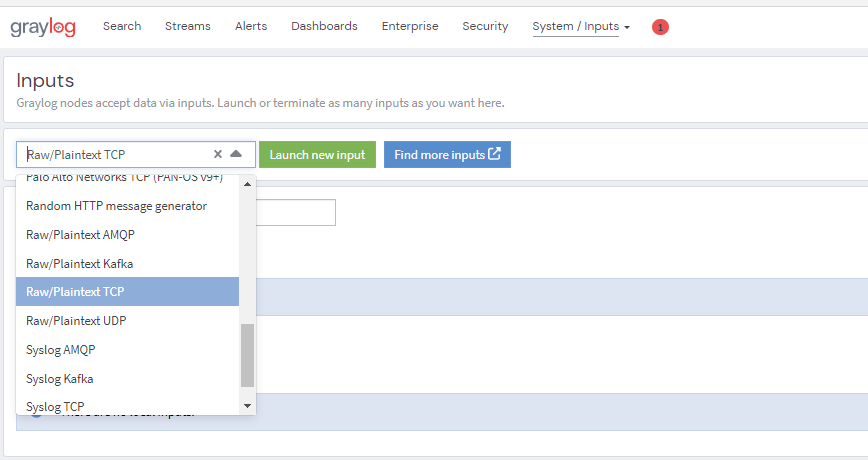 graylog Search Streams Alerts Dashboards Enterprise Security System / Inputs 1
Inputs
Graylog nodes accept data via inputs. Launch or terminate as many inputs as you want here.
Raw/Plaintext TCP Launch new input Find more inputs
Palo Alto Networks TCP (PAN-OS v9+)
Random HTTP message generator
Raw/Plaintext AMQP
Raw/Plaintext Kafka
Raw/Plaintext TCP
Raw/Plaintext UDP
Syslog AMQP
Syslog Kafka
Syslog TCP
There are no local inputs.